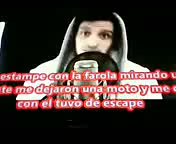 estampe con la farola mirando u
te me dejaron una moto y me
con el tuvo de escape